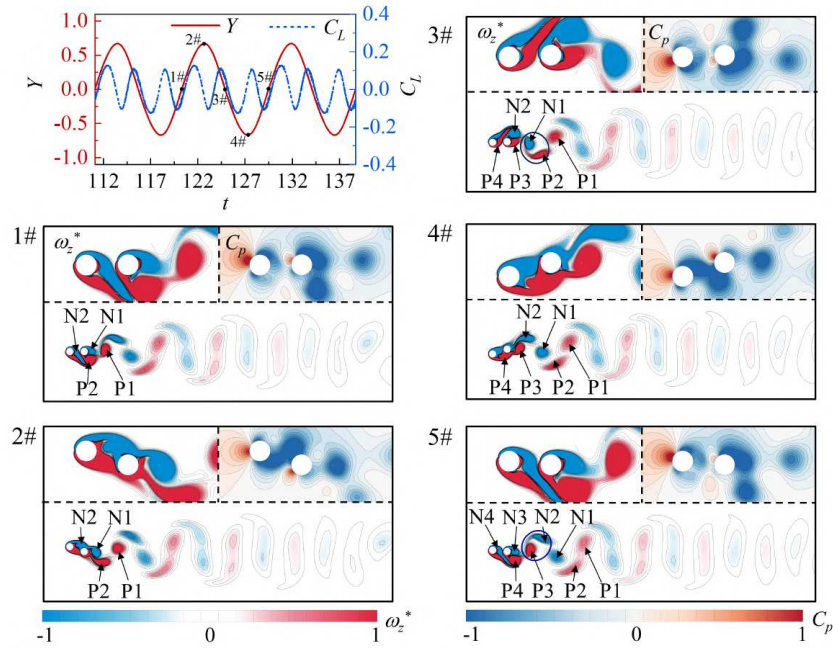 Y C_L
1.0
0.5
0.0
-0.5
-1.0
Y
0.4
0.2
0.0
-0.2
-0.4
C_L
2#
1#
3#
5#
4#
112 117 122 127 132 137
t
3#
ω_z* C_p
N2 N1
P4 P3 P2 P1
1#
ω_z* C_p
N2 N1
P2 P1
4#
N2
N1
P4 P3 P2 P1
2#
N2 N1
P2 P1
5#
N4 N3 N2 N1
P4 P3 P2 P1
-1 0 1 ω_z*
-1 0 1 C_p